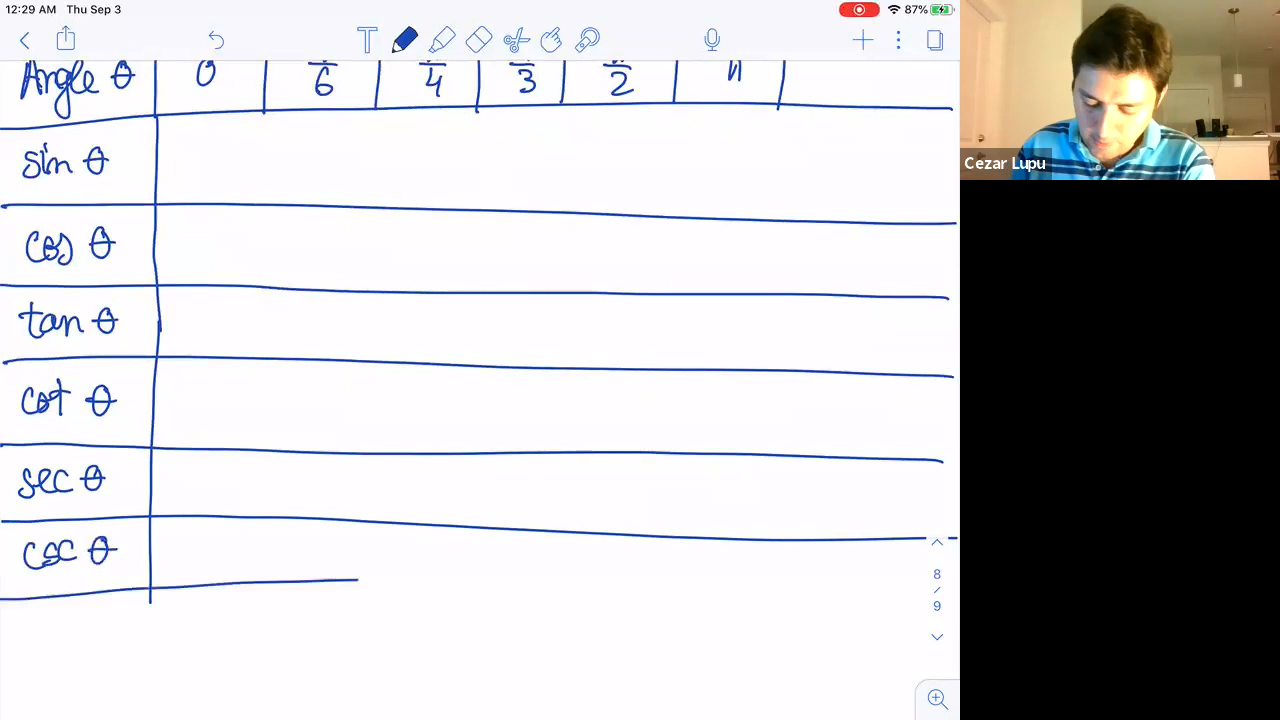 12:29 AM Thu Sep 3
87%
T
Angle θ 0 π/6 π/4 π/3 π/2 π
sin θ
Cezar Lupu
cos θ
tan θ
cot θ
sec θ
csc θ
8
/
9